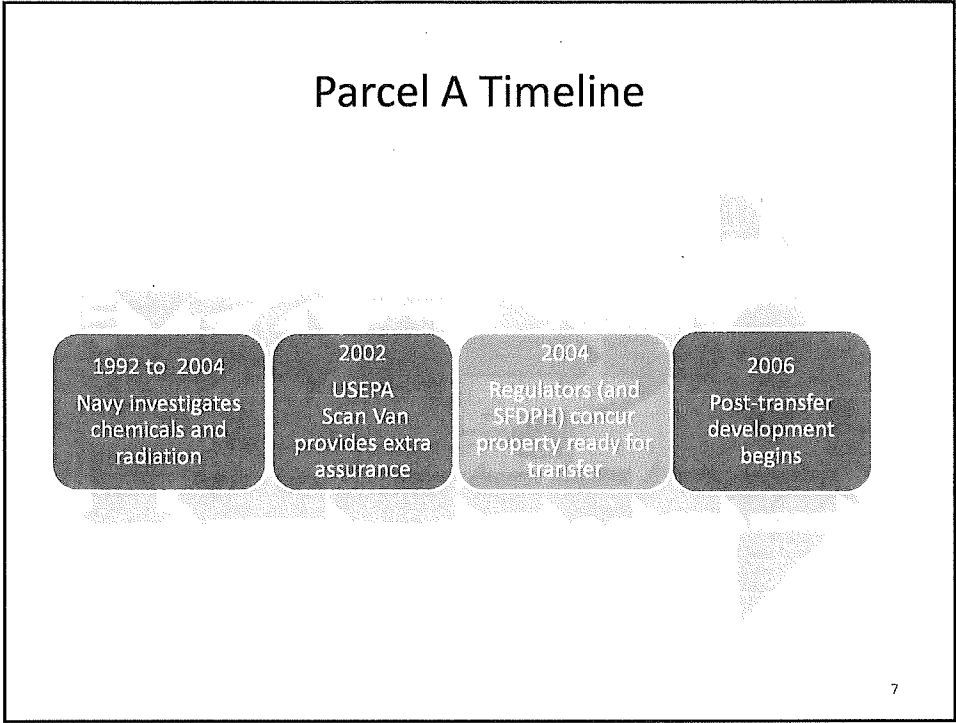 Parcel A Timeline
1992 to 2004
Navy investigates
chemicals and
radiation
2002
USEPA
Scan Van
provides extra
assurance
2004
Regulators (and
SFDPH) concur
property ready for
transfer
2006
Post-transfer
development
begins
7